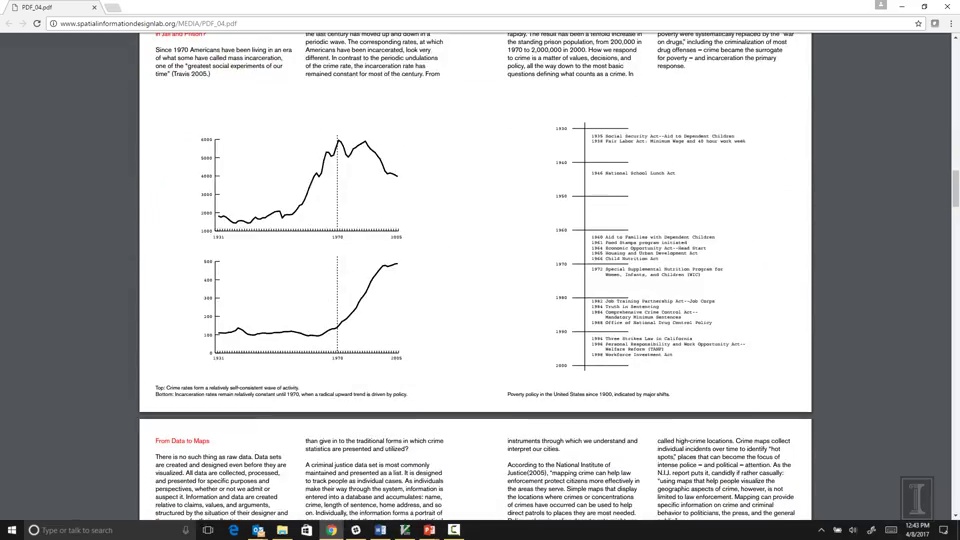 PDF_04.pdf
www.spatialinformationdesignlab.org/MEDIA/PDF_04.pdf
in Jail and Prison?
Since 1970 Americans have been living in an era
of what some have called mass incarceration,
one of the "greatest social experiments of our
time" (Travis 2005.)
the last century has moved up and down in a
periodic wave. The corresponding rates, at which
Americans have been incarcerated, look very
different. In contrast to the periodic undulations
of the crime rate, the incarceration rate has
remained constant for most of the century. From
rapidly. The result has been a tenfold increase in
the standing prison population, from 200,000 in
1970 to 2,000,000 in 2000. How we respond
to crime is a matter of values, decisions, and
policy, all the way down to the most basic
questions defining what counts as a crime. In
poverty were systematically replaced by the "war
on drugs," including the criminalization of most
drug offenses – crime became the surrogate
for poverty – and incarceration the primary
response.
6000
5000
4000
3000
2000
1000
1931
1970
2005
500
400
300
200
100
0
1931
1970
2005
Top: Crime rates form a relatively self-consistent wave of activity.
Bottom: Incarceration rates remain relatively constant until 1970, when a radical upward trend is driven by policy.
1930
1935 Social Security Act--Aid to Dependent Children
1938 Fair Labor Act: Minimum Wage and 40 hour work week
1940
1946 National School Lunch Act
1950
1960
1960 Aid to Families with Dependent Children
1961 Food Stamps program initiated
1964 Economic Opportunity Act--Head Start
1965 Housing and Urban Development Act
1966 Child Nutrition Act
1970
1972 Special Supplemental Nutrition Program for
Women, Infants, and Children (WIC)
1980
1982 Job Training Partnership Act--Job Corps
1984 Truth in Sentencing
1984 Comprehensive Crime Control Act--
Mandatory Minimum Sentences
1988 Office of National Drug Control Policy
1990
1994 Three Strikes Law in California
1996 Personal Responsibility and Work Opportunity Act--
Welfare Reform (TANF)
1998 Workforce Investment Act
2000
Poverty policy in the United States since 1900, indicated by major shifts.
From Data to Maps
There is no such thing as raw data. Data sets
are created and designed even before they are
visualized. All data are collected, processed,
and presented for specific purposes and
perspectives, whether or not we admit or
suspect it. Information and data are created
relative to claims, values, and arguments,
structured by the situation of their designer and
than give in to the traditional forms in which crime
statistics are presented and utilized?
A criminal justice data set is most commonly
maintained and presented as a list. It is designed
to track people as individual cases. As individuals
make their way through the system, information is
entered into a database and accumulates: name,
crime, length of sentence, home address, and so
on. Individually, the information forms a portrait of
instruments through which we understand and
interpret our cities.
According to the National Institute of
Justice(2005), "mapping crime can help law
enforcement protect citizens more effectively in
the areas they serve. Simple maps that display
the locations where crimes or concentrations
of crimes have occurred can be used to help
direct patrols to places they are most needed.
called high-crime locations. Crime maps collect
individual incidents over time to identify "hot
spots," places that can become the focus of
intense police – and political – attention. As the
N.I.J. report puts it, candidly if rather casually:
"using maps that help people visualize the
geographic aspects of crime, however, is not
limited to law enforcement. Mapping can provide
specific information on crime and criminal
behavior to politicians, the press, and the general
I
I'm Cortana. Type or talk to search